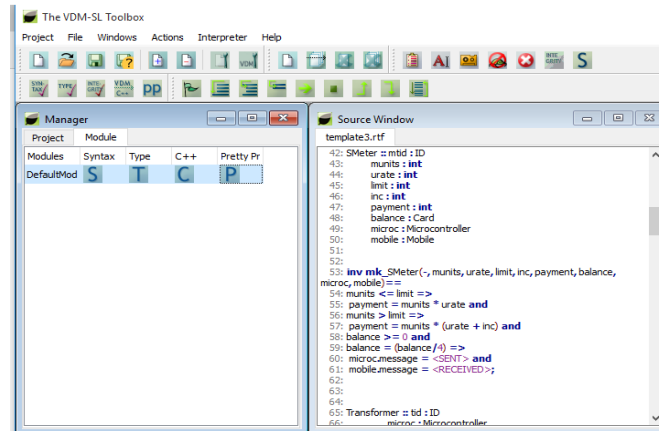 The VDM-SL Toolbox
Project File Windows Actions Interpreter Help
VDM AI INTE GRITY S
SYN TAX TYPE INTE GRITY VDM C++ PP
Manager
Project Module
Modules Syntax Type C++ Pretty Pr
DefaultMod S T C P
Source Window
template3.rtf
42: SMeter :: mtid : ID
43: munits : int
44: urate : int
45: limit : int
46: inc : int
47: payment : int
48: balance : Card
49: microc : Microcontroller
50: mobile : Mobile
51:
52:
53: inv mk_SMeter(-, munits, urate, limit, inc, payment, balance,
microc, mobile)==
54: munits <= limit =>
55: payment = munits * urate and
56: munits > limit =>
57: payment = munits * (urate + inc) and
58: balance >= 0 and
59: balance = (balance/4) =>
60: microc.message = <SENT> and
61: mobile.message = <RECEIVED>;
62:
63:
64:
65: Transformer :: tid : ID
66: microc : Microcontroller